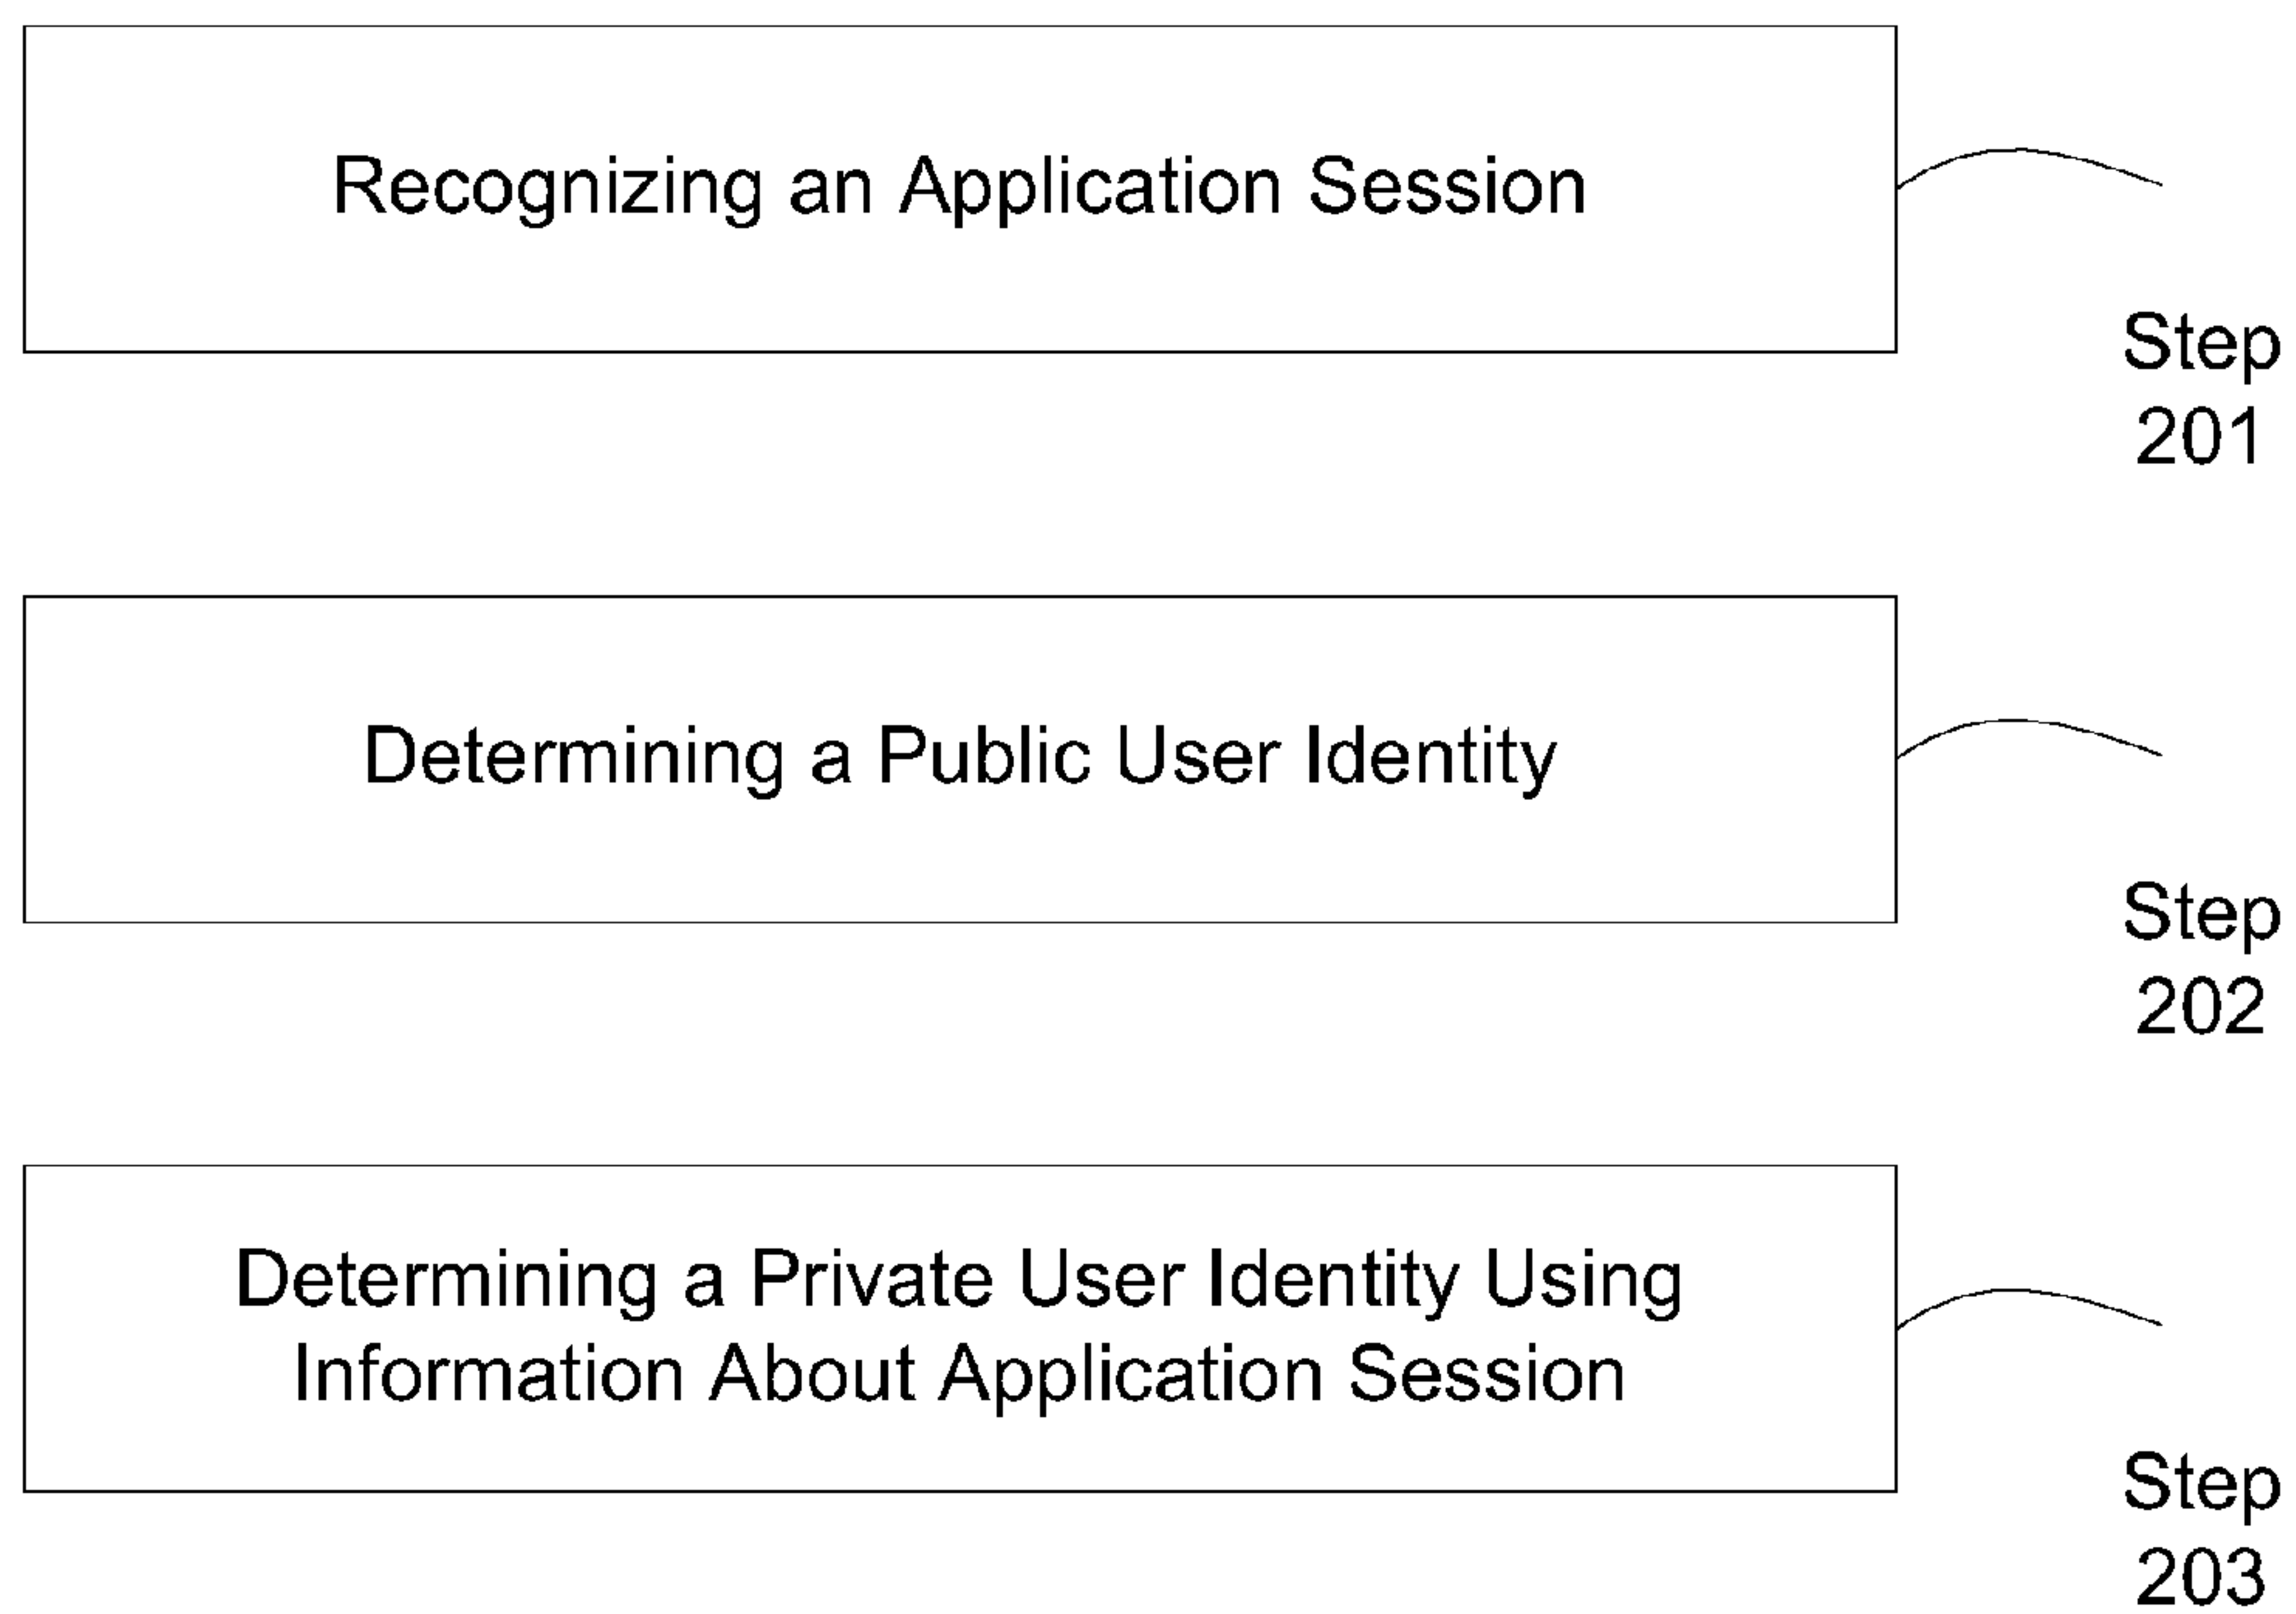 Recognizing an Application Session
Step
201
Determining a Public User Identity
Step
202
Determining a Private User Identity Using
Information About Application Session
Step
203